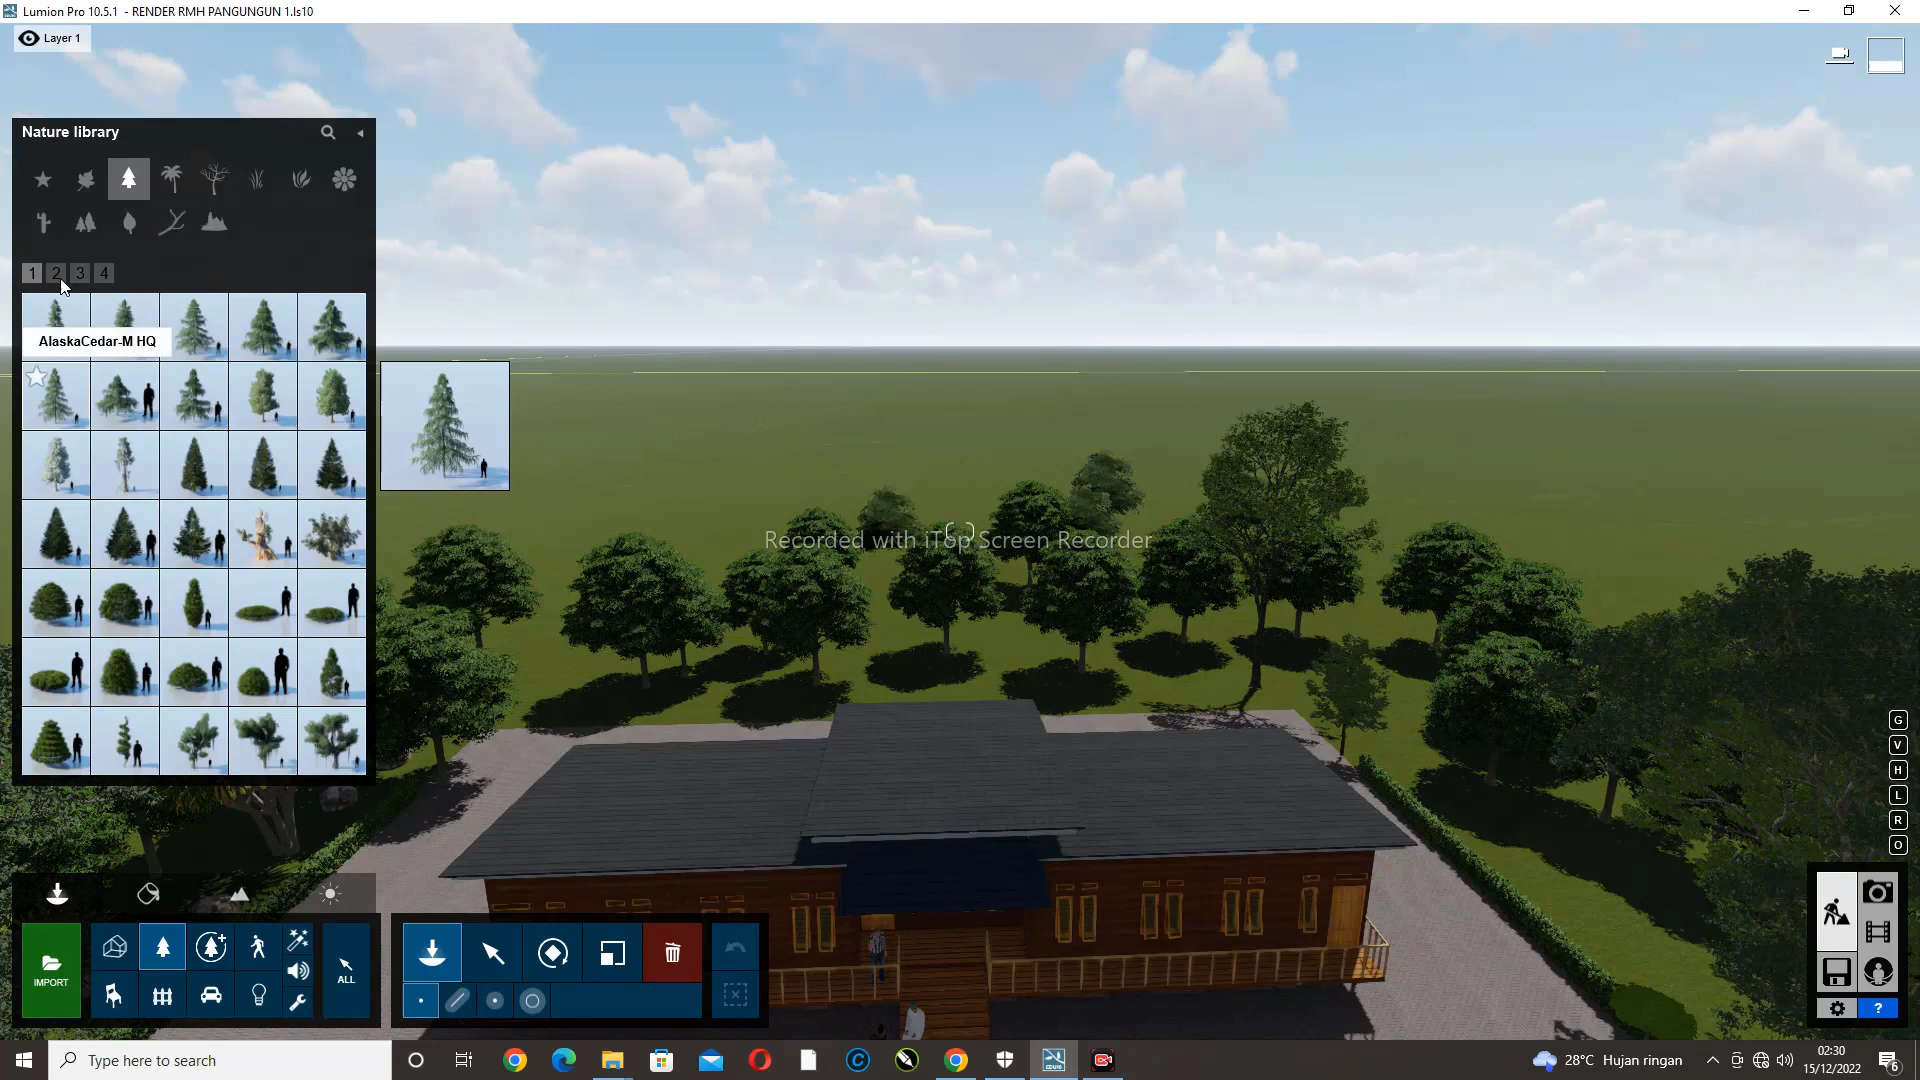 Lumion Pro 10.5.1 - RENDER RMH PANGUNGUN 1.ls10
Layer 1
Nature library
1 2 3 4
AlaskaCedar-M HQ
Recorded with iTop Screen Recorder
G
V
H
L
R
O
IMPORT
ALL
?
Type here to search
28°C Hujan ringan
02:30
15/12/2022
6